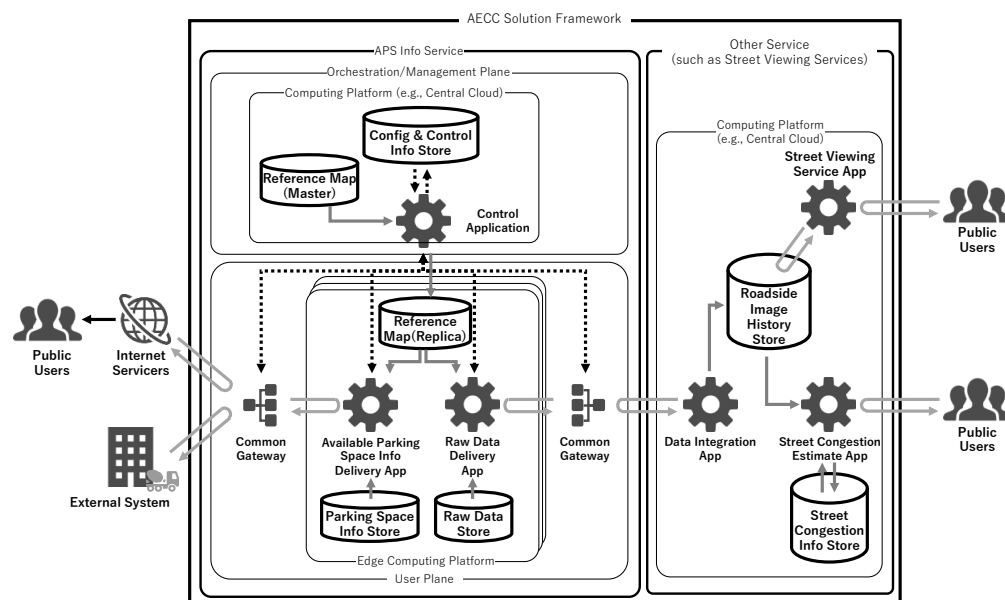 AECC Solution Framework
APS Info Service
Orchestration/Management Plane
Computing Platform (e.g., Central Cloud)
Config & Control
Info Store
Reference Map
(Master)
Control
Application
Reference
Map(Replica)
Public
Users
Internet
Servicers
External System
Common
Gateway
Available Parking
Space Info
Delivery App
Raw Data
Delivery
App
Common
Gateway
Parking Space
Info Store
Raw Data
Store
Edge Computing Platform
User Plane
Other Service
(such as Street Viewing Services)
Computing Platform
(e.g., Central Cloud)
Street Viewing
Service App
Public
Users
Roadside
Image
History
Store
Data Integration
App
Street Congestion
Estimate App
Public
Users
Street
Congestion
Info Store